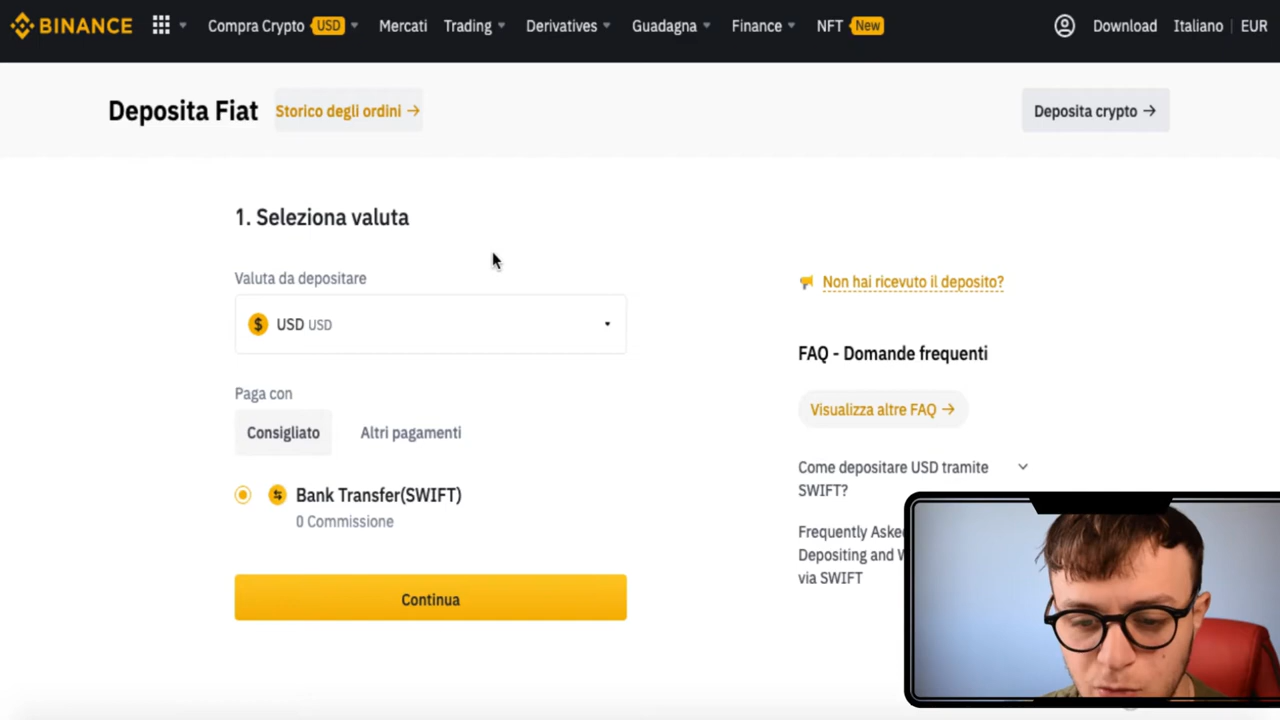 BINANCE Compra Crypto USD Mercati Trading Derivatives Guadagna Finance NFT New Download Italiano EUR
Deposita Fiat Storico degli ordini → Deposita crypto →
1. Seleziona valuta
Valuta da depositare
$ USD USD
Paga con
Consigliato Altri pagamenti
Bank Transfer(SWIFT)
0 Commissione
Continua
Non hai ricevuto il deposito?
FAQ - Domande frequenti
Visualizza altre FAQ →
Come depositare USD tramite
SWIFT?
Frequently
Depositing and
via SWIFT